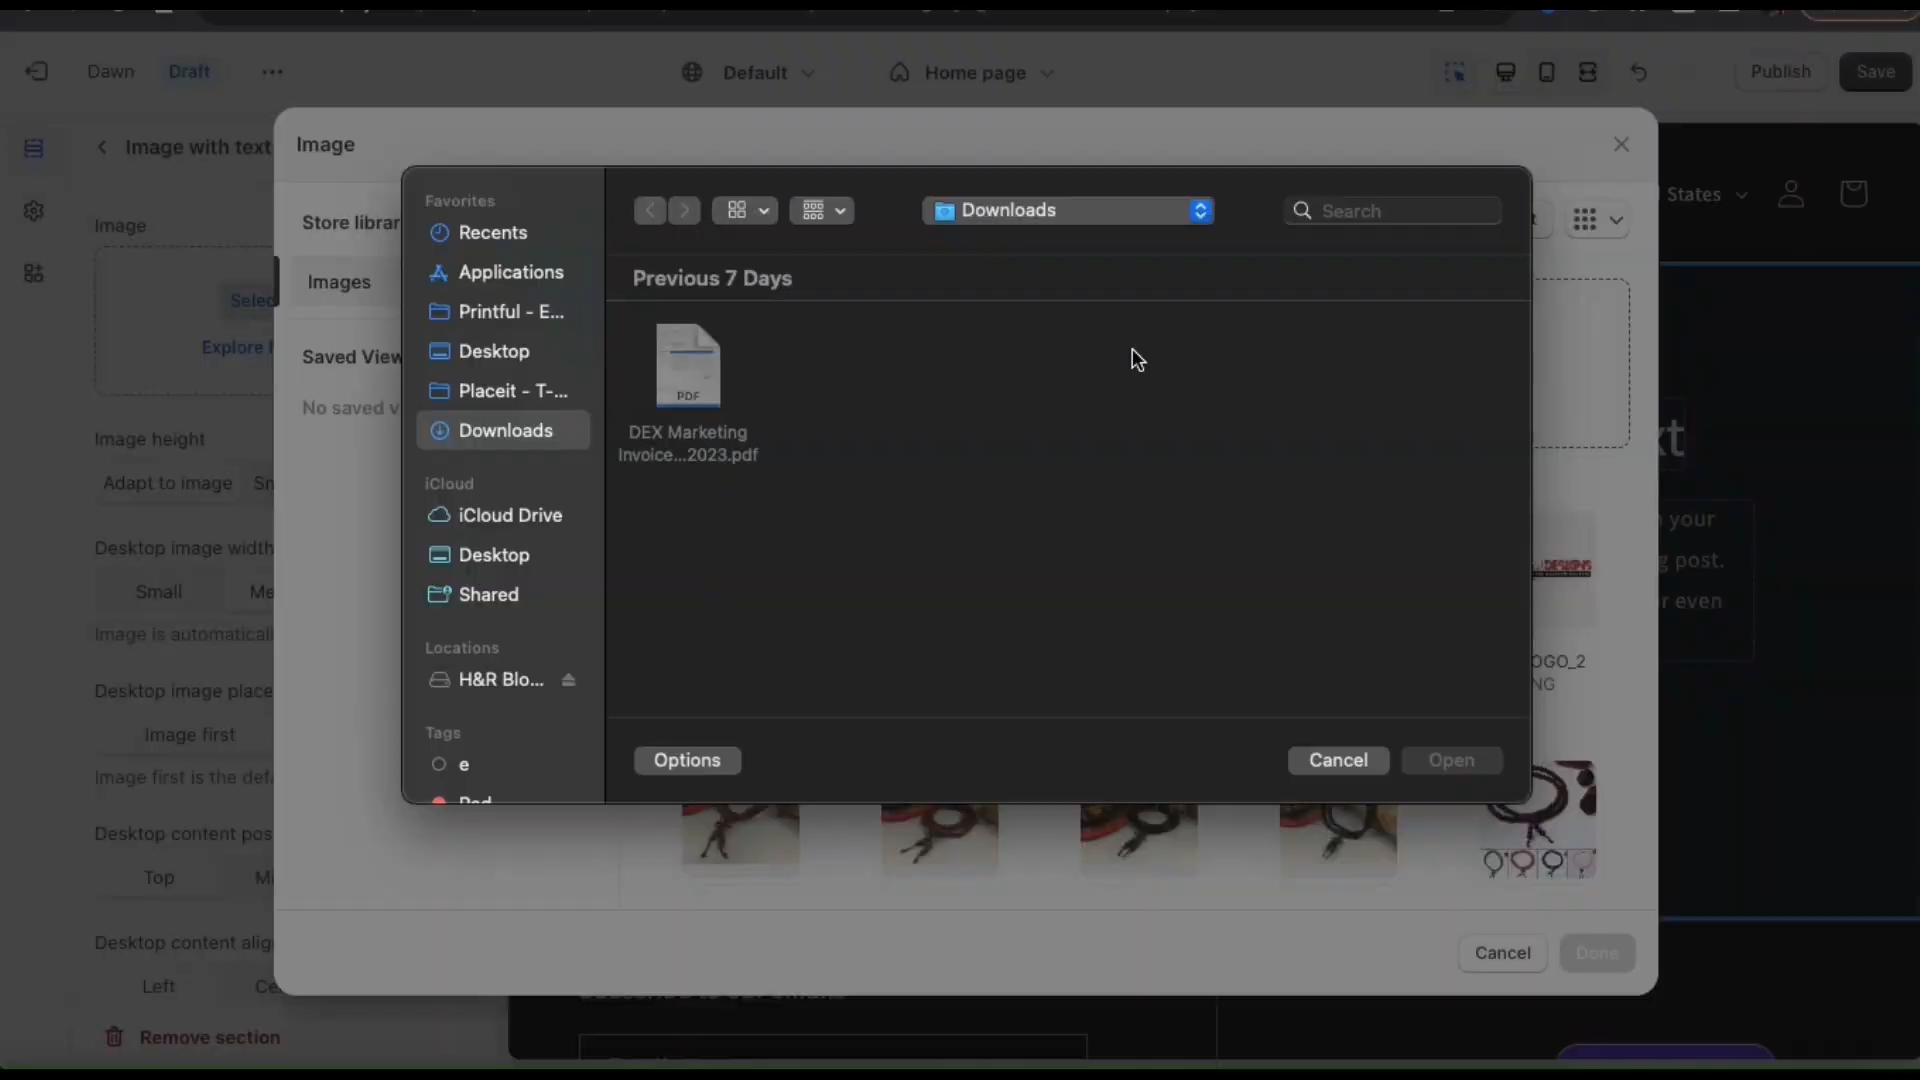 Dawn
Draft
Default
Home page
Publish
Save
Image with text
Image
Image height
Adapt to image
Desktop image width
Small
Image is automaticall
Desktop image place
Image first
Image first is the def
Desktop content pos
Top
Desktop content alig
Left
Remove section
Image
Store librar
Images
Saved View
No saved v
Favorites
Recents
Applications
Printful - E...
Desktop
Placeit - T-...
Downloads
iCloud
iCloud Drive
Desktop
Shared
Locations
H&R Blo...
Tags
e
Downloads
Search
Previous 7 Days
PDF
DEX Marketing
Invoice...2023.pdf
Options
Cancel
Open
States
your
post.
r even
DESIGNS
OGO_2
NG
Cancel
Done